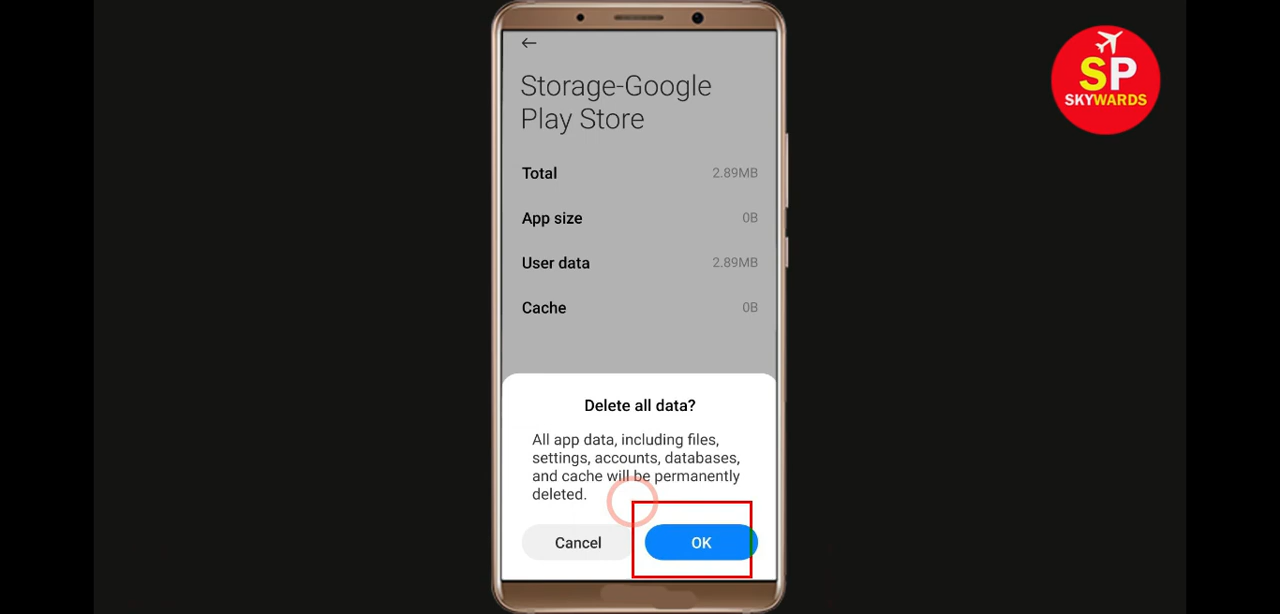 SP
SKYWARDS
Storage-Google
Play Store
Total 2.89MB
App size 0B
User data 2.89MB
Cache 0B
Delete all data?
All app data, including files,
settings, accounts, databases,
and cache will be permanently
deleted.
Cancel OK